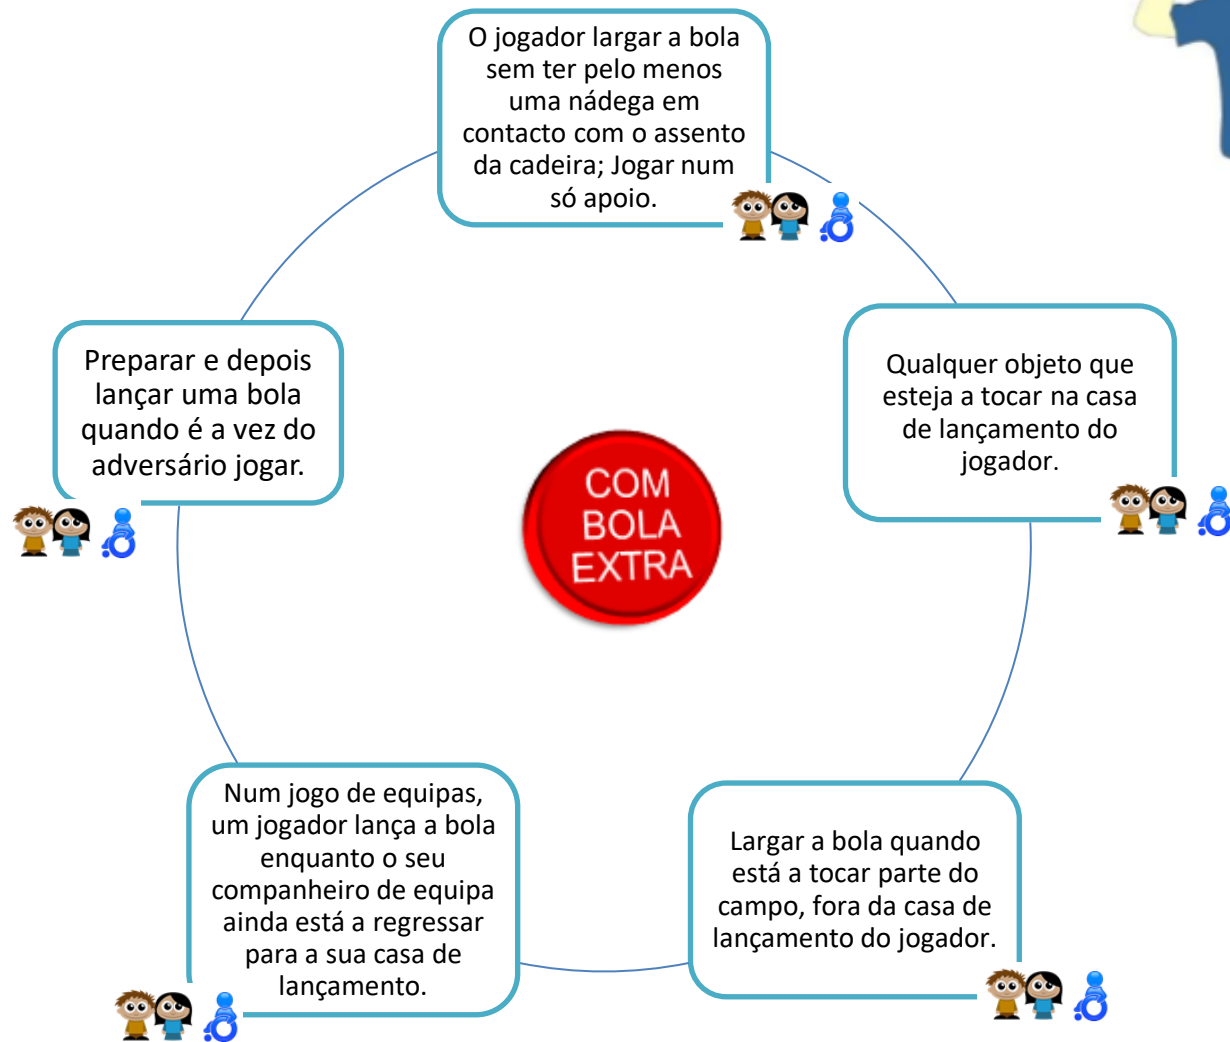 O jogador largar a bola
sem ter pelo menos
uma nádega em
contacto com o assento
da cadeira; Jogar num
só apoio.
Qualquer objeto que
esteja a tocar na casa
de lançamento do
jogador.
Largar a bola quando
está a tocar parte do
campo, fora da casa de
lançamento do jogador.
Num jogo de equipas,
um jogador lança a bola
enquanto o seu
companheiro de equipa
ainda está a regressar
para a sua casa de
lançamento.
Preparar e depois
lançar uma bola
quando é a vez do
adversário jogar.
COM
BOLA
EXTRA